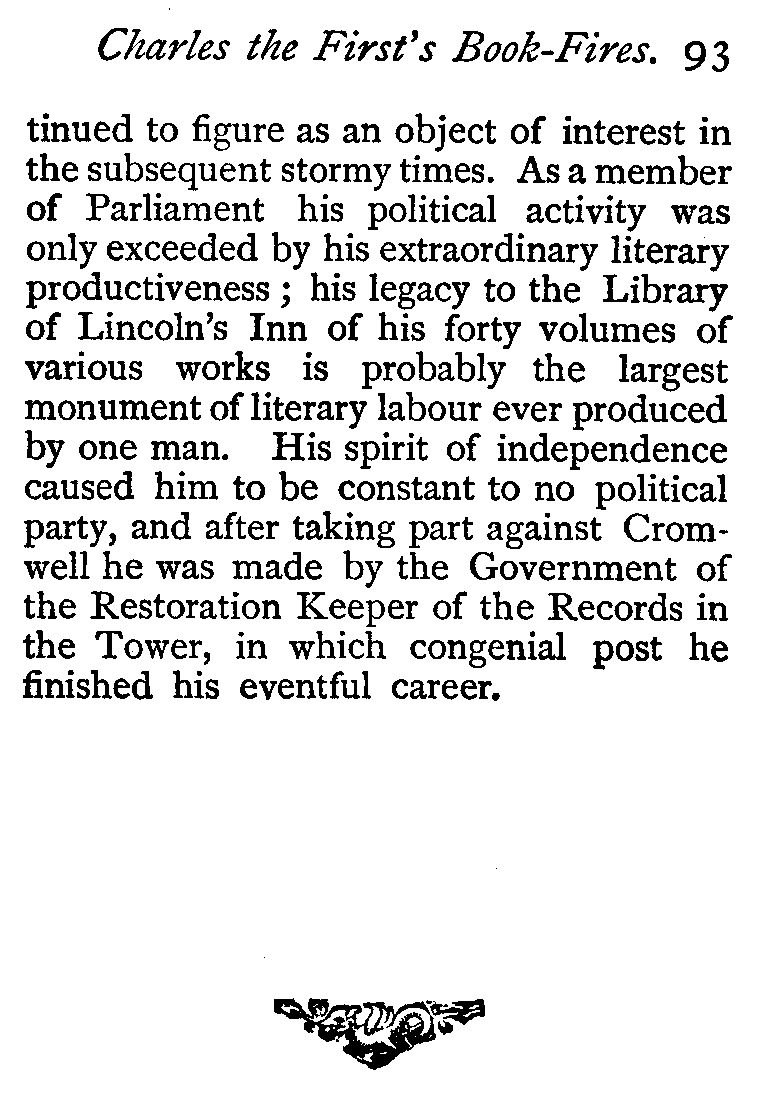 Charles the First's Book-Fires. 93
tinued to figure as an object of interest in
the subsequent stormy times. As a member
of Parliament his political activity was
only exceeded by his extraordinary literary
productiveness ; his legacy to the Library
of Lincoln's Inn of his forty volumes of
various works is probably the largest
monument of literary labour ever produced
by one man. His spirit of independence
caused him to be constant to no political
party, and after taking part against Crom-
well he was made by the Government of
the Restoration Keeper of the Records in
the Tower, in which congenial post he
finished his eventful career.